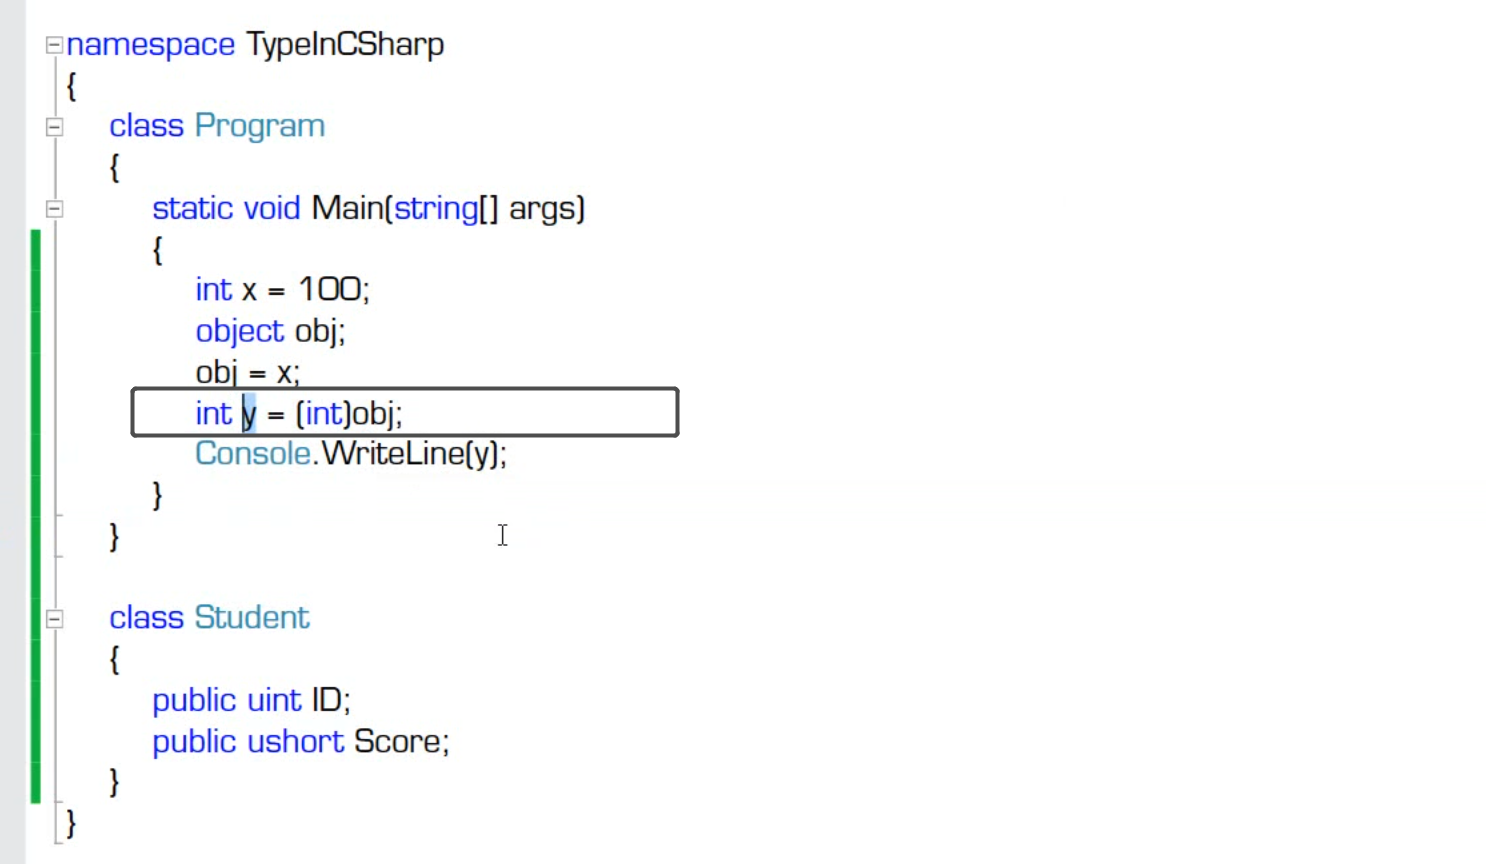 namespace TypeInCSharp
{
class Program
{
static void Main(string[] args)
{
int x = 100;
object obj;
obj = x;
int y = (int)obj;
Console.WriteLine(y);
}
}
class Student
{
public uint ID;
public ushort Score;
}
}